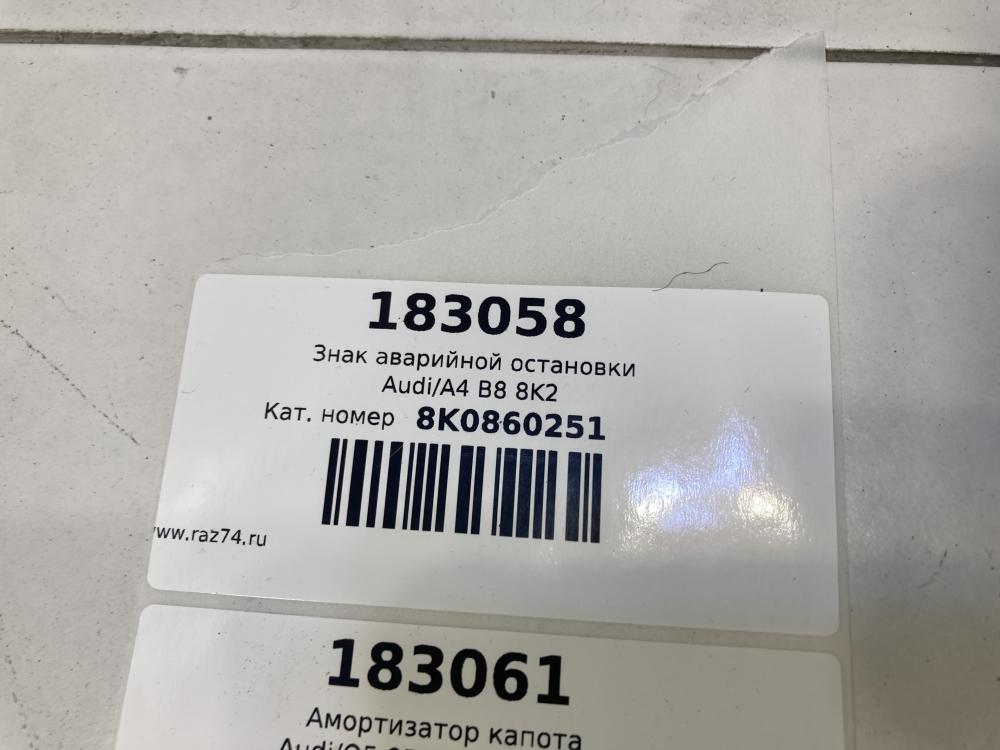 183058
Знак аварийной остановки
Audi/A4 B8 8K2
Кат. номер 8K0860251
www.raz74.ru
183061
Амортизатор капота